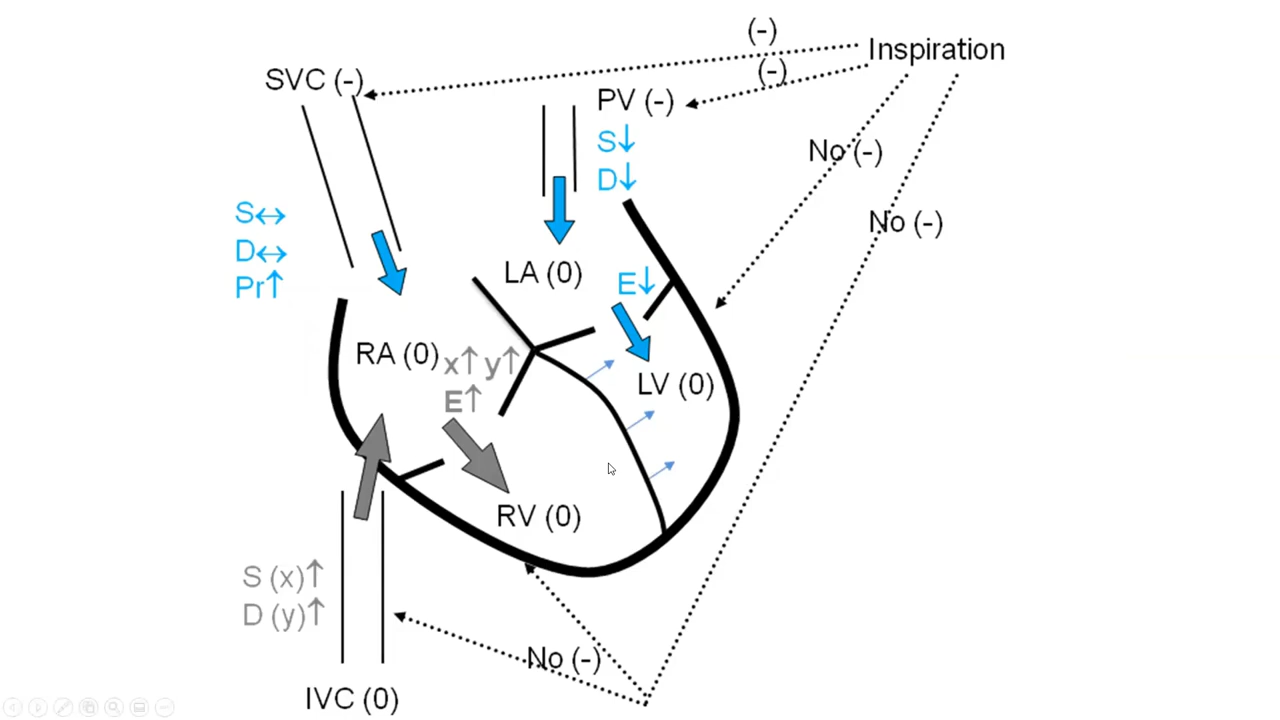 (-)
Inspiration
SVC (-)
(-)
PV (-)
S↓
D↓
No (-)
No (-)
S↔
D↔
Pr↑
LA (0)
E↓
RA (0)
x↑ y↑
E↑
LV (0)
RV (0)
S (x)↑
D (y)↑
No (-)
IVC (0)